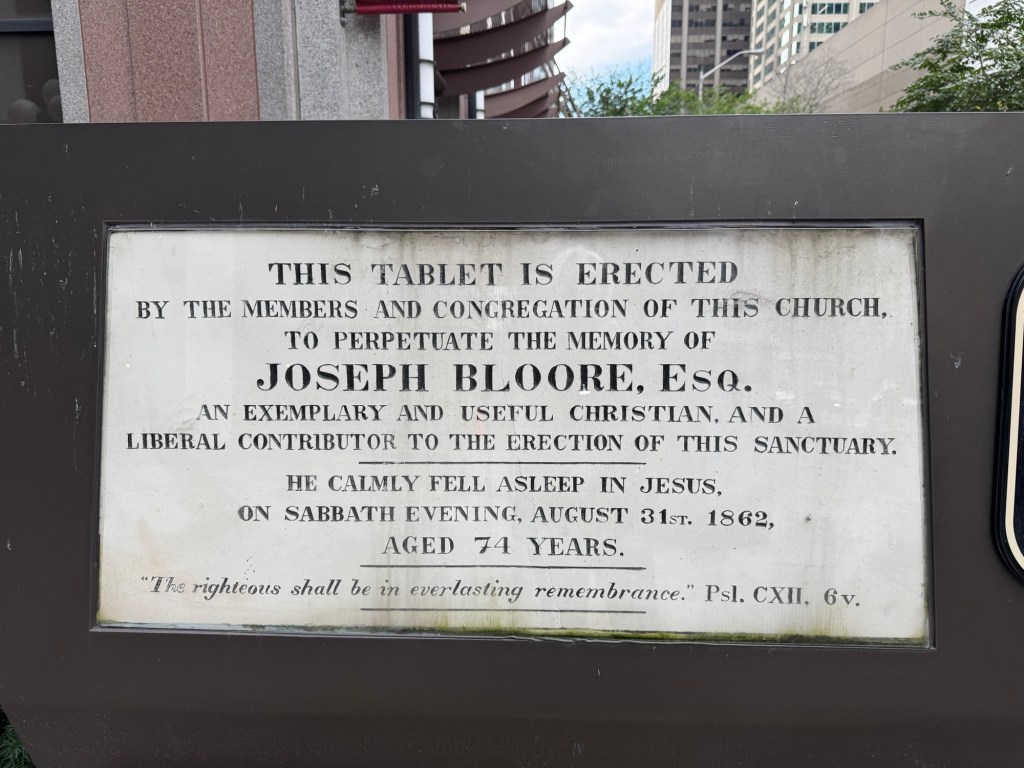 THIS TABLET IS ERECTED
BY THE MEMBERS AND CONGREGATION OF THIS CHURCH,
TO PERPETUATE THE MEMORY OF
JOSEPH BLOORE, ESQ.
AN EXEMPLARY AND USEFUL CHRISTIAN, AND A
LIBERAL CONTRIBUTOR TO THE ERECTION OF THIS SANCTUARY.
HE CALMLY FELL ASLEEP IN JESUS,
ON SABBATH EVENING, AUGUST 31ST. 1862,
AGED 74 YEARS.
"The righteous shall be in everlasting remembrance." Psl. CXII, 6v.